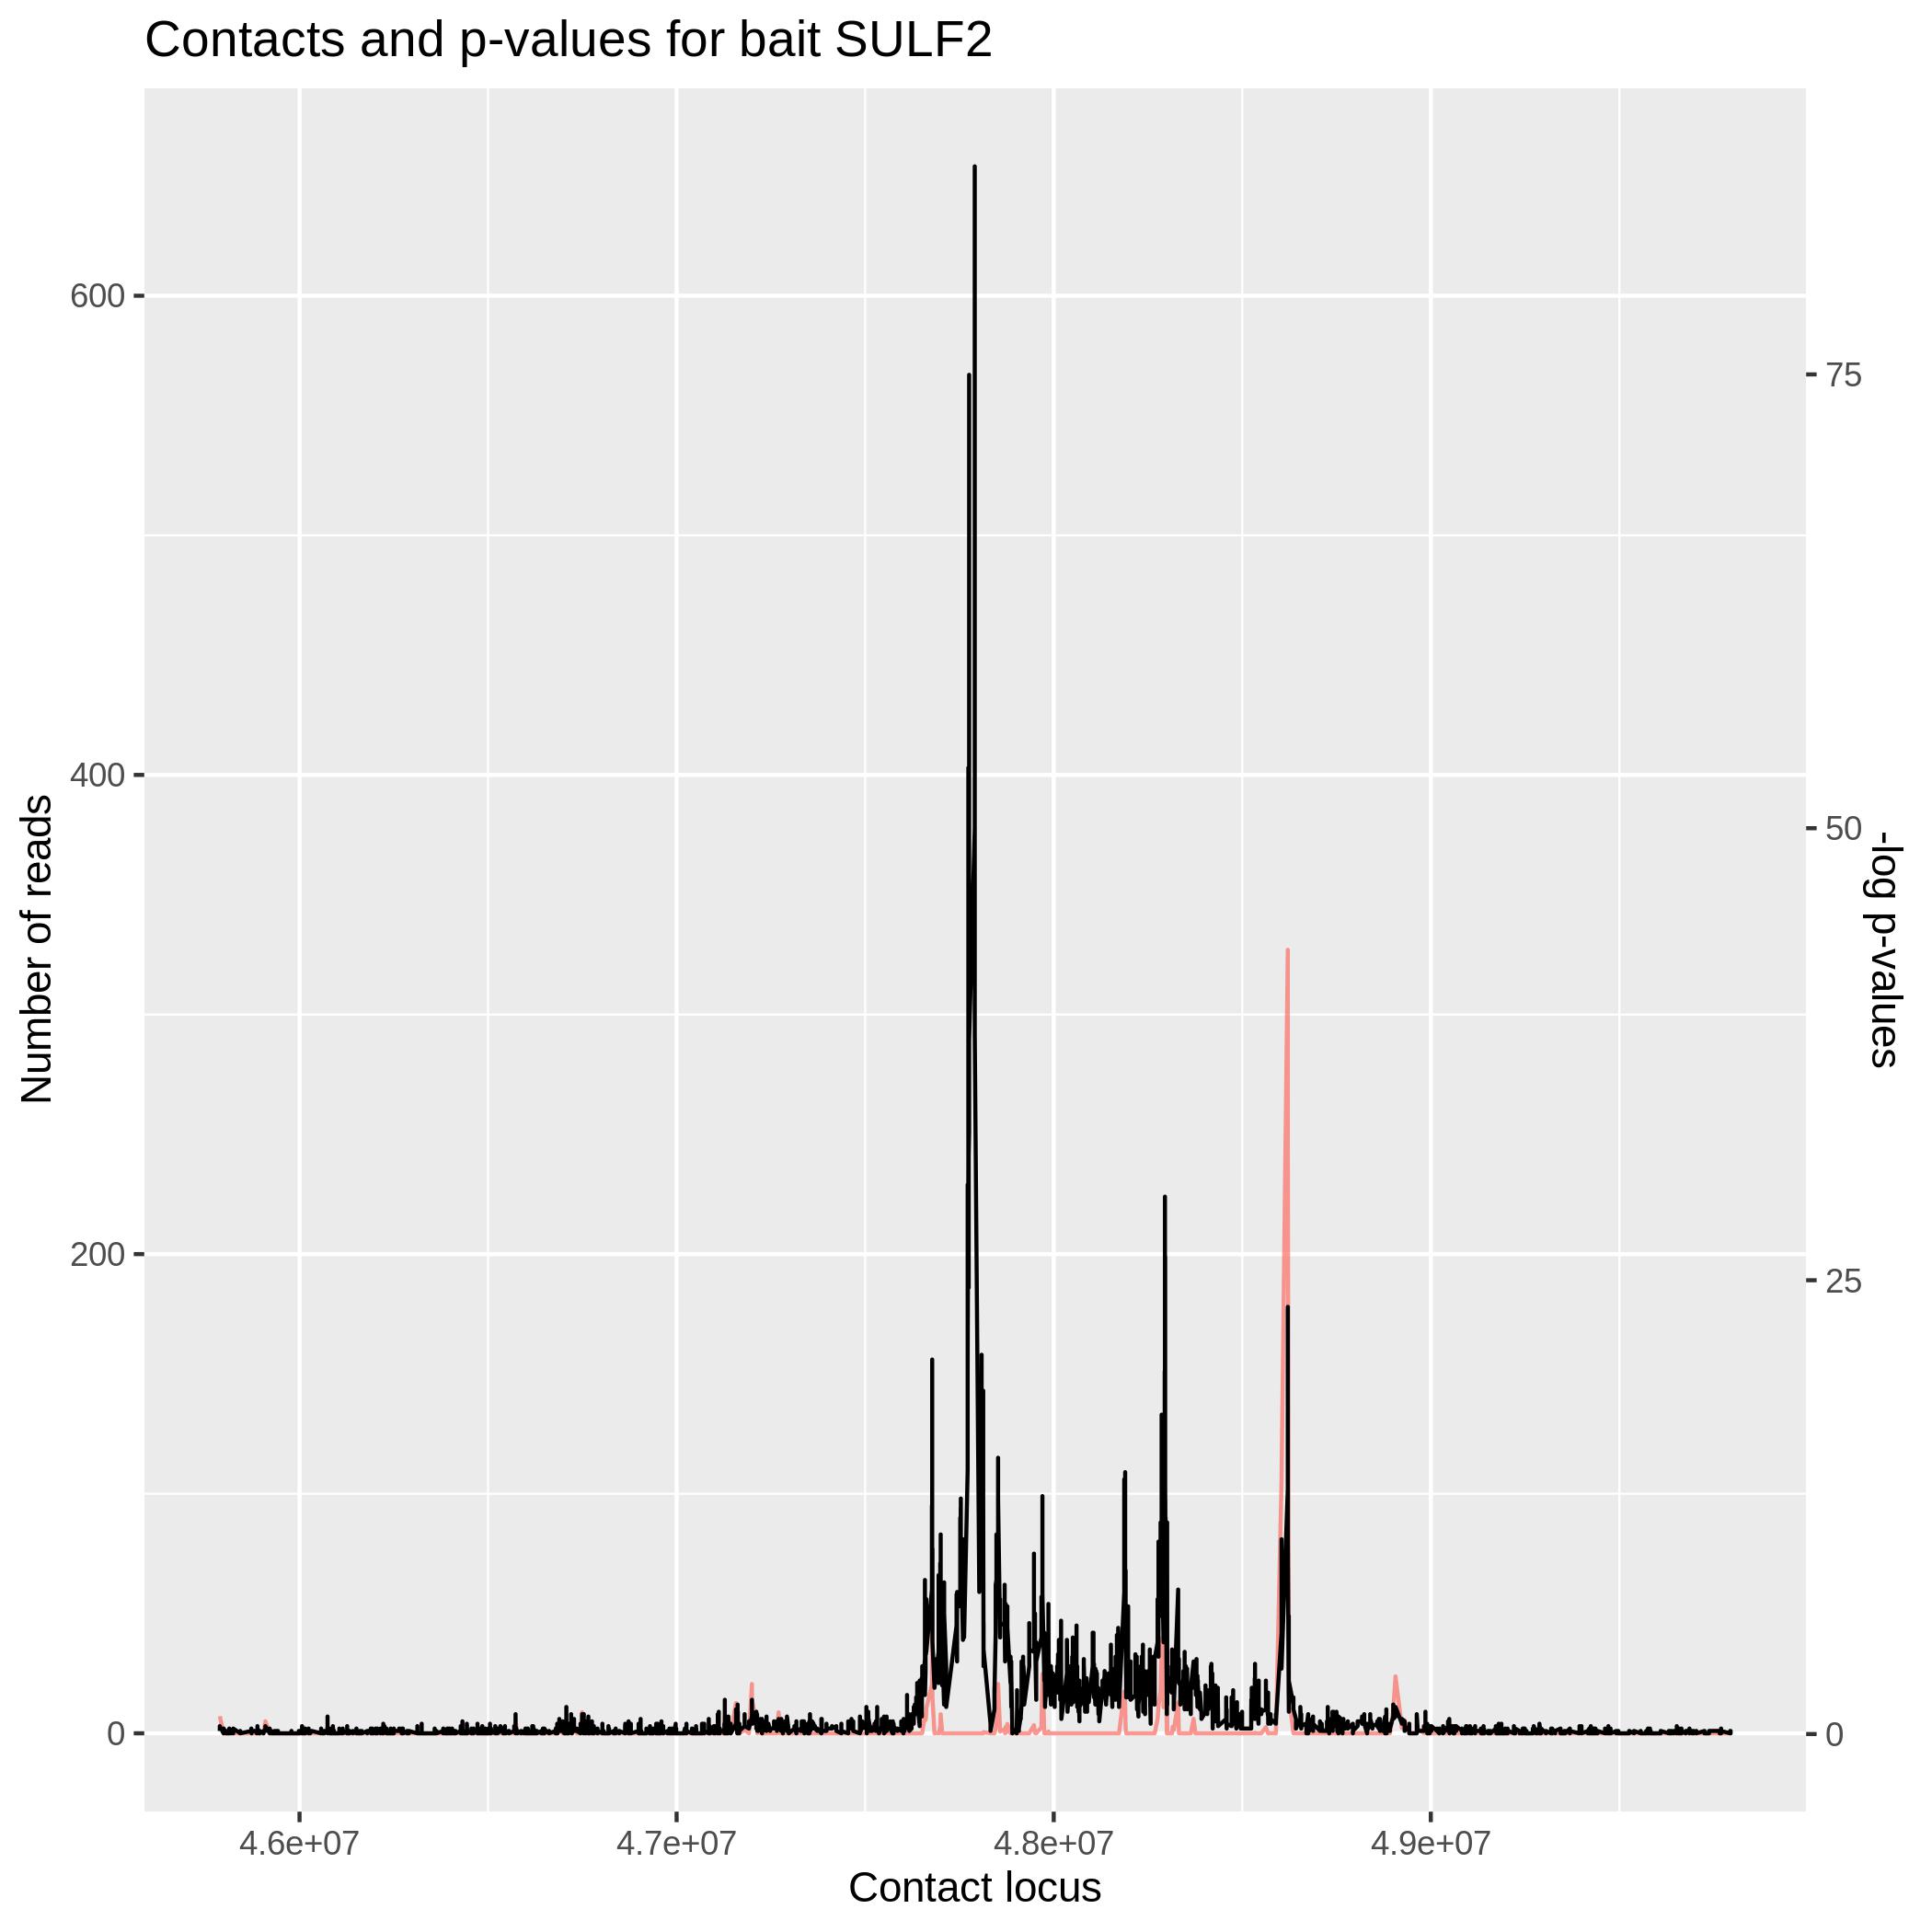 Contacts and p-values for bait SULF2
600
400
200
0
75
50
25
0
Number of reads
-log p-values
4.6e+07
4.7e+07
4.8e+07
4.9e+07
Contact locus